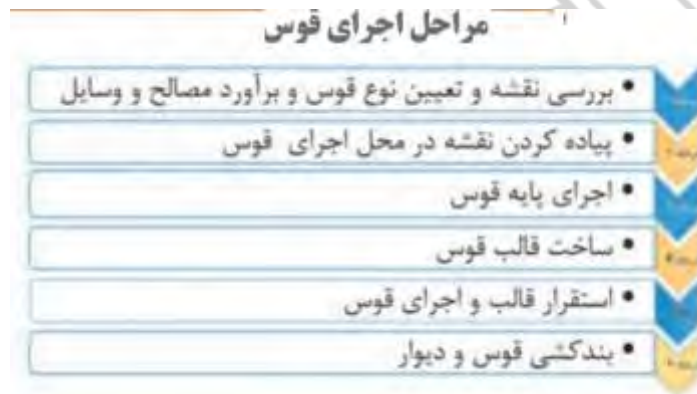 مراحل اجرای قوس
• بررسی نقشه و تعیین نوع قوس و برآورد مصالح و وسایل
• پیاده کردن نقشه در محل اجرای قوس
• اجرای پایه قوس
• ساخت قالب قوس
• استقرار قالب و اجرای قوس
• بندکشی قوس و دیوار